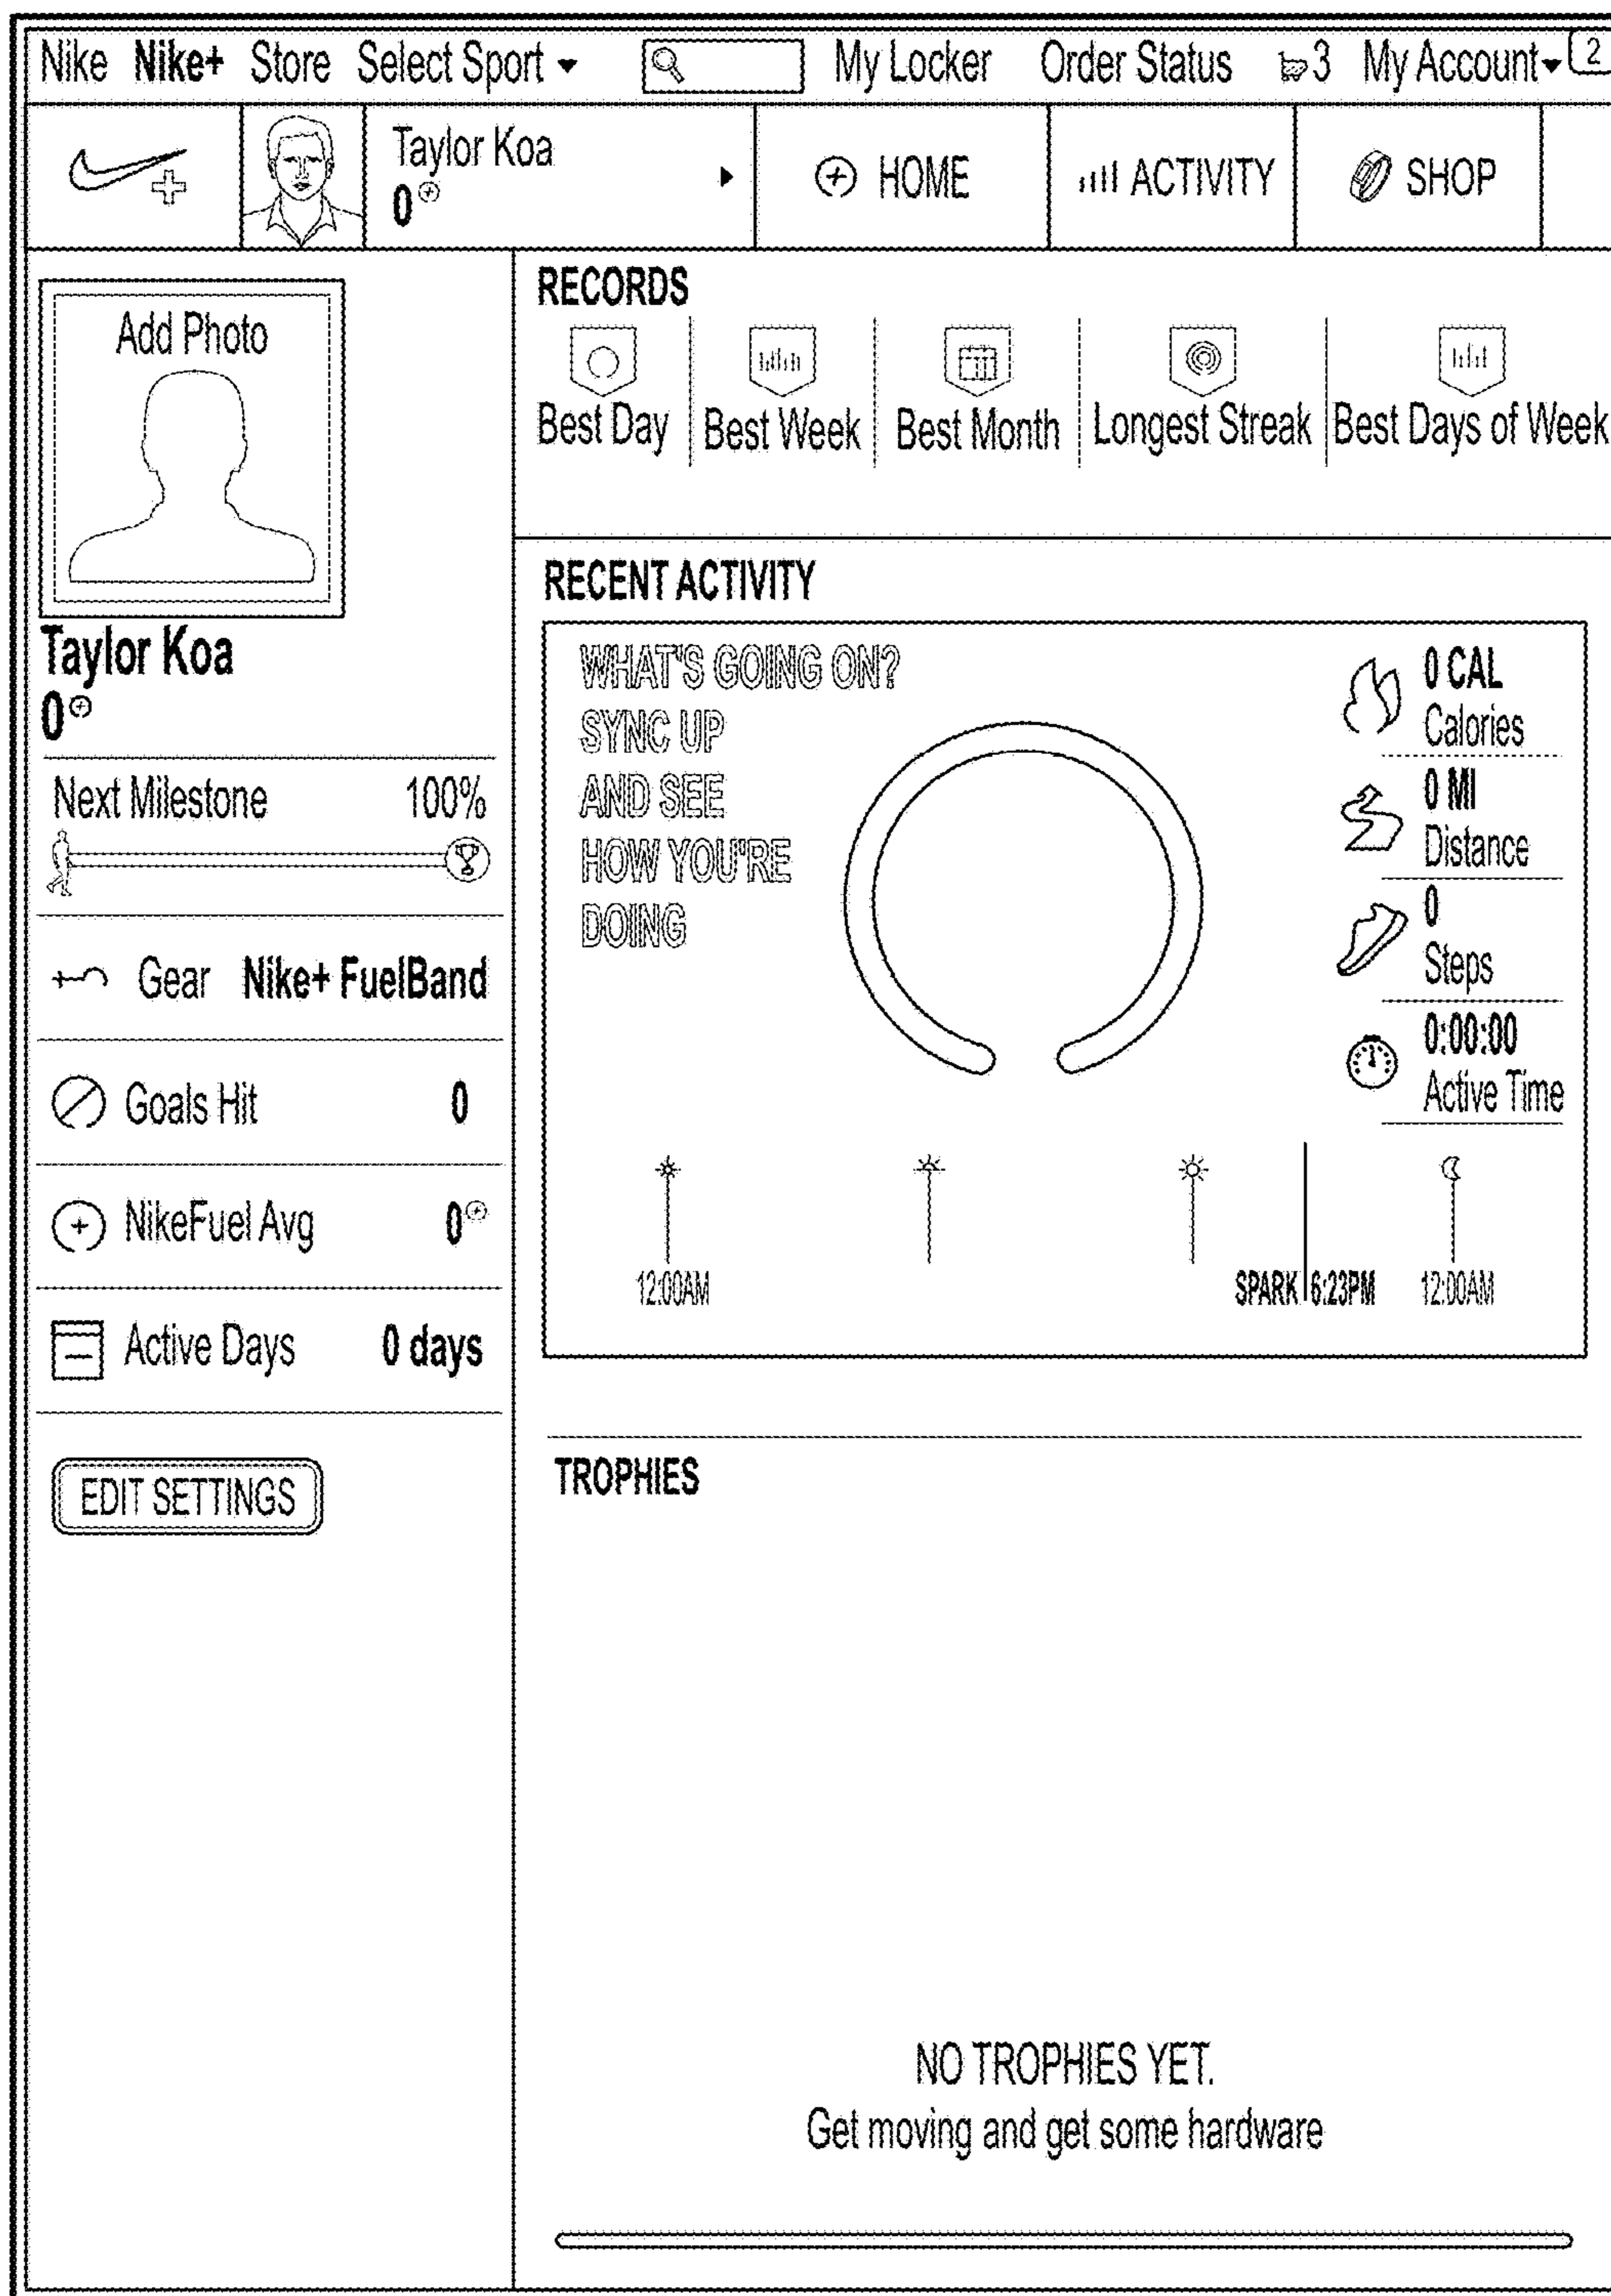 Nike Nike+ Store Select Sport My Locker Order Status 3 My Account 2
Taylor Koa
0
HOME
ACTIVITY
SHOP
Add Photo
Taylor Koa
0
Next Milestone 100%
Gear Nike+ FuelBand
Goals Hit 0
NikeFuel Avg 0
Active Days 0 days
EDIT SETTINGS
RECORDS
Best Day
Best Week
Best Month
Longest Streak
Best Days of Week
RECENT ACTIVITY
WHAT'S GOING ON?
SYNC UP
AND SEE
HOW YOU'RE
DOING
0 CAL
Calories
0 MI
Distance
0
Steps
0:00:00
Active Time
12:00AM
SPARK 6:23PM
12:00AM
TROPHIES
NO TROPHIES YET.
Get moving and get some hardware